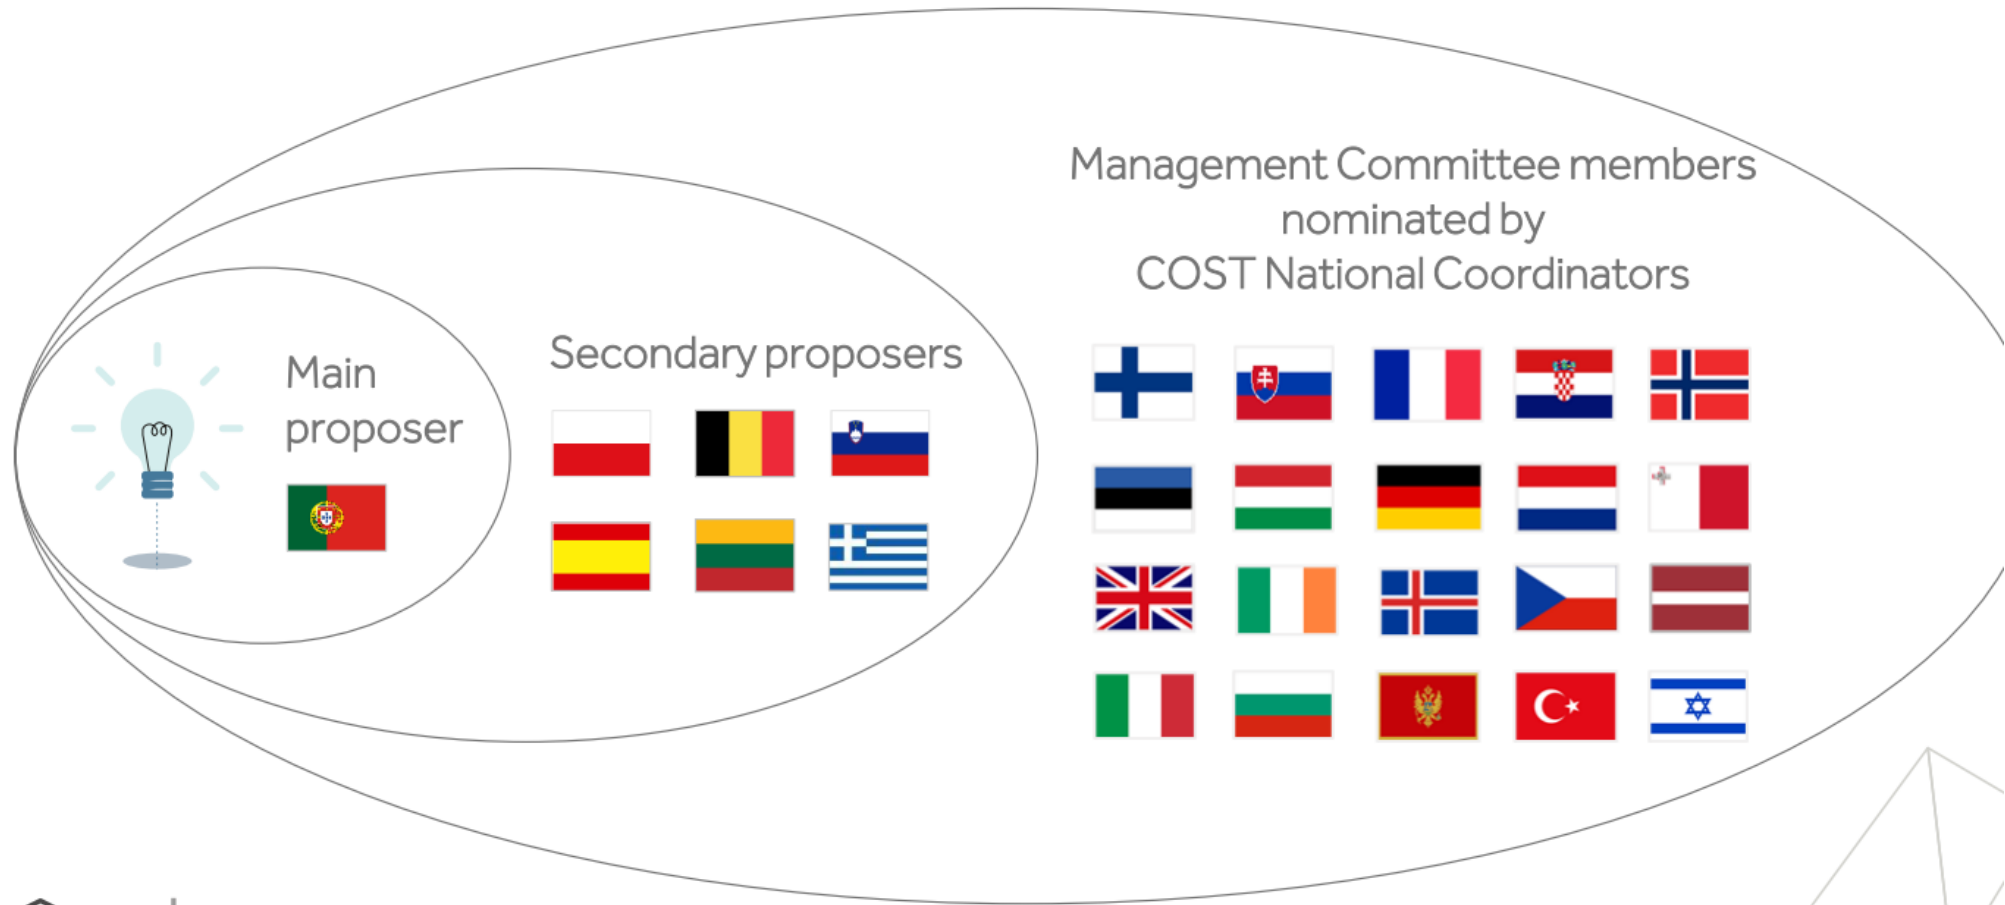 Main
proposer
Secondary proposers
Management Committee members
nominated by
COST National Coordinators